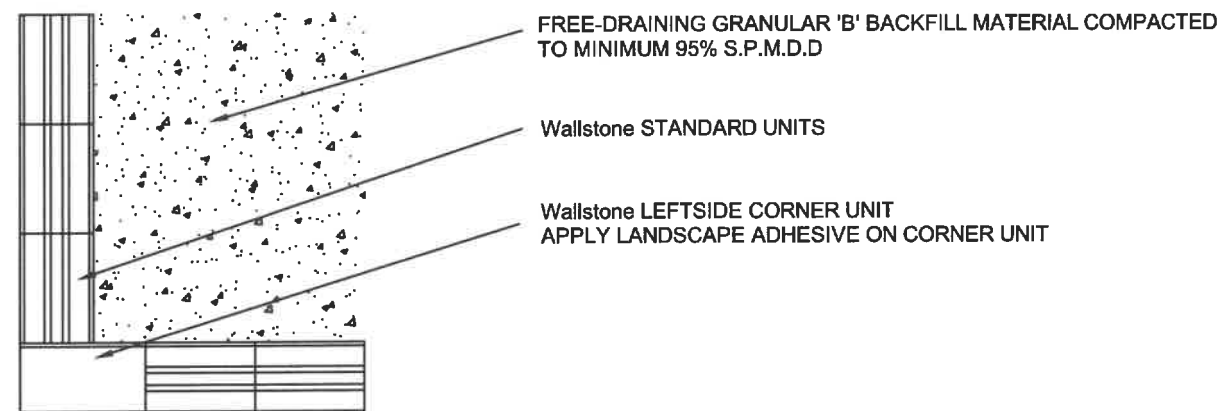 FREE-DRAINING GRANULAR 'B' BACKFILL MATERIAL COMPACTED
TO MINIMUM 95% S.P.M.D.D
Wallstone STANDARD UNITS
Wallstone LEFTSIDE CORNER UNIT
APPLY LANDSCAPE ADHESIVE ON CORNER UNIT